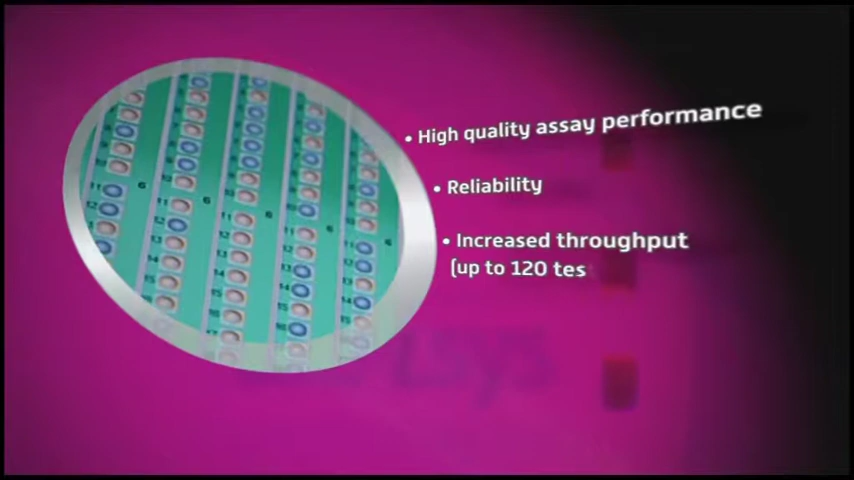 • High quality assay performance
• Reliability
• Increased throughput
(up to 120 tes